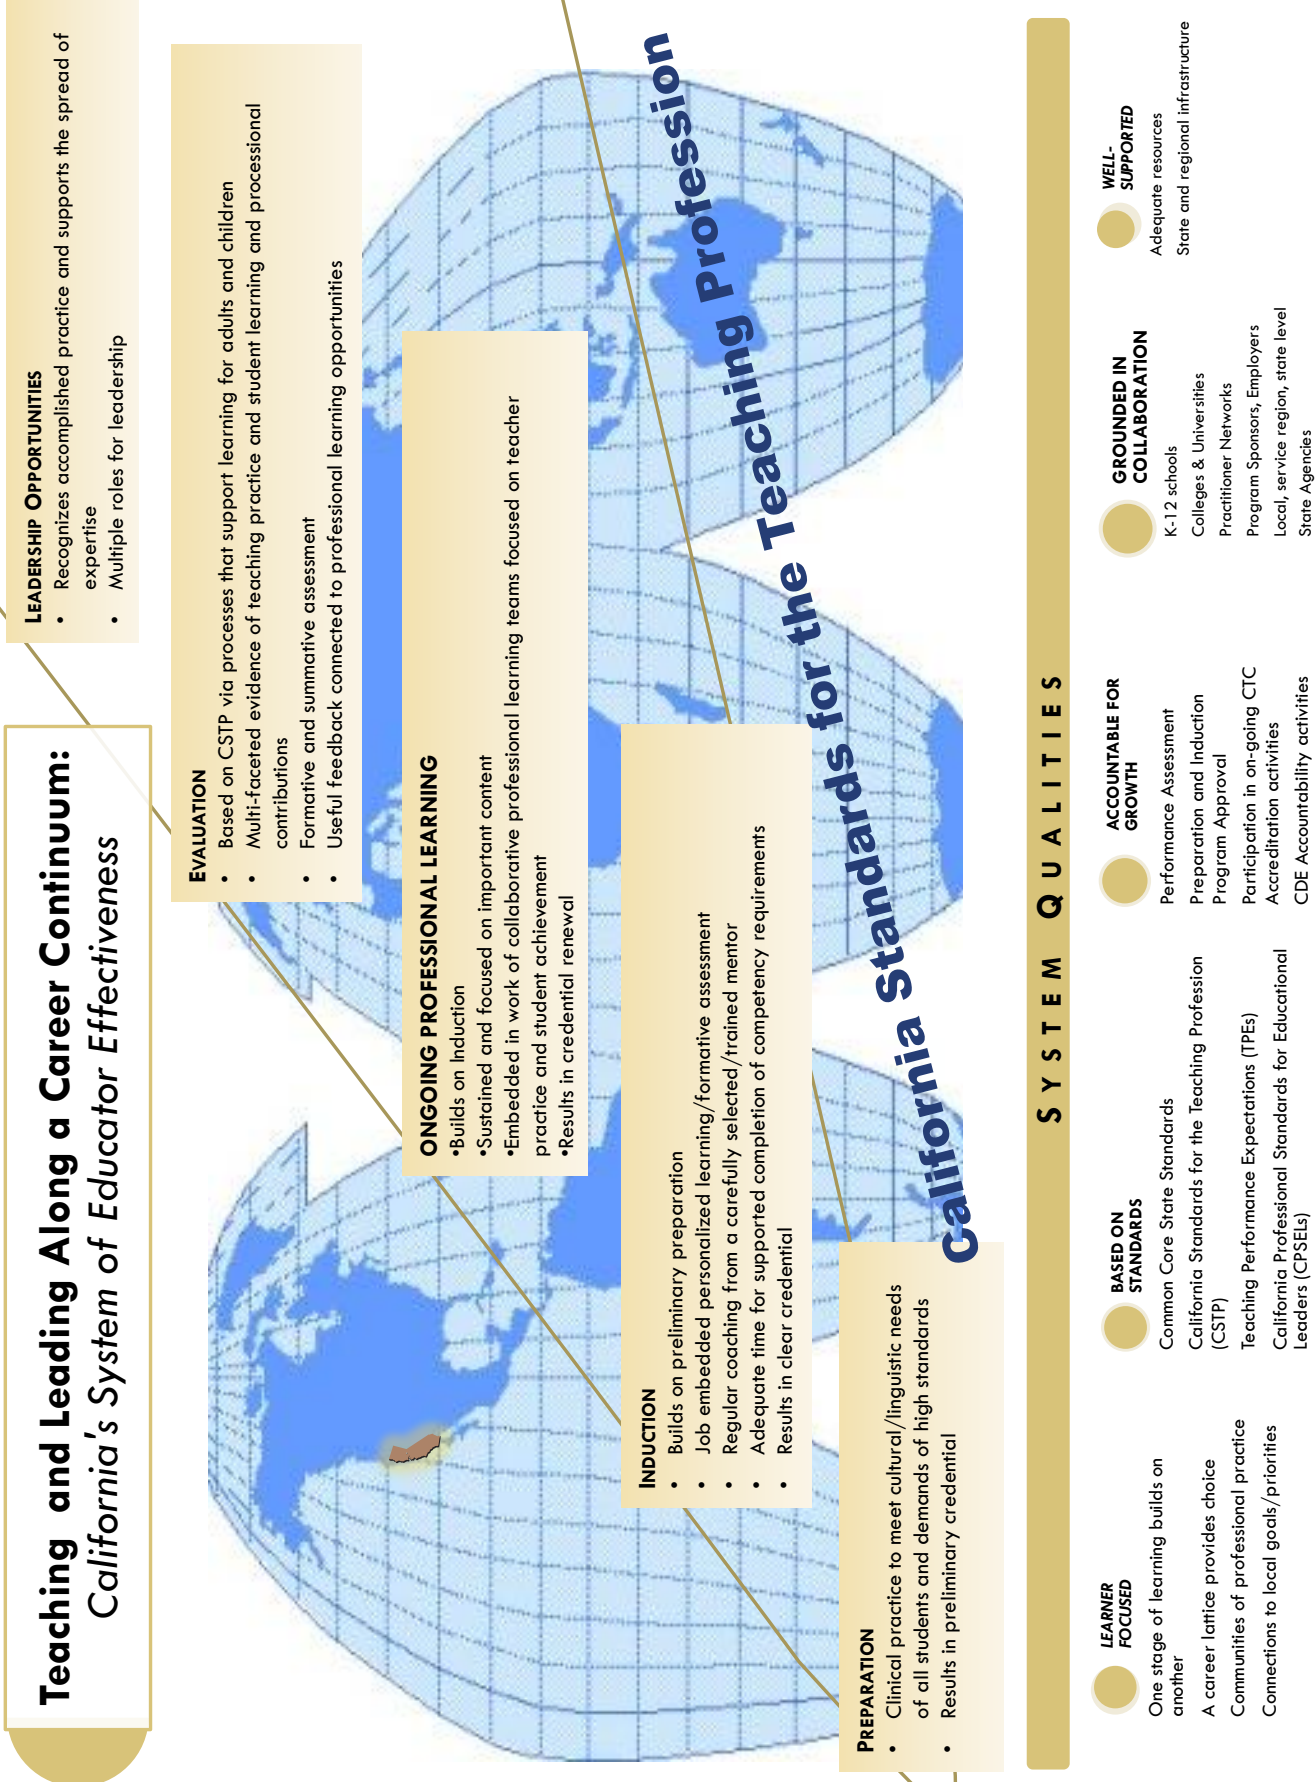 Teaching and Leading Along a Career Continuum:
California's System of Educator Effectiveness
LEADERSHIP OPPORTUNITIES
• Recognizes accomplished practice and supports the spread of
expertise
• Multiple roles for leadership
EVALUATION
• Based on CSTP via processes that support learning for adults and children
• Multi-faceted evidence of teaching practice and student learning and processional
contributions
• Formative and summative assessment
• Useful feedback connected to professional learning opportunities
ONGOING PROFESSIONAL LEARNING
•Builds on Induction
•Sustained and focused on important content
•Embedded in work of collaborative professional learning teams focused on teacher
practice and student achievement
•Results in credential renewal
INDUCTION
• Builds on preliminary preparation
• Job embedded personalized learning/formative assessment
• Regular coaching from a carefully selected/trained mentor
• Adequate time for supported completion of competency requirements
• Results in clear credential
PREPARATION
• Clinical practice to meet cultural/linguistic needs
of all students and demands of high standards
• Results in preliminary credential
California Standards for the Teaching Profession
SYSTEM QUALITIES
LEARNER
FOCUSED
One stage of learning builds on
another
A career lattice provides choice
Communities of professional practice
Connections to local goals/priorities
BASED ON
STANDARDS
Common Core State Standards
California Standards for the Teaching Profession
(CSTP)
Teaching Performance Expectations (TPEs)
California Professional Standards for Educational
Leaders (CPSELs)
ACCOUNTABLE FOR
GROWTH
Performance Assessment
Preparation and Induction
Program Approval
Participation in on-going CTC
Accreditation activities
CDE Accountability activities
GROUNDED IN
COLLABORATION
K-12 schools
Colleges & Universities
Practitioner Networks
Program Sponsors, Employers
Local, service region, state level
State Agencies
WELL-
SUPPORTED
Adequate resources
State and regional infrastructure